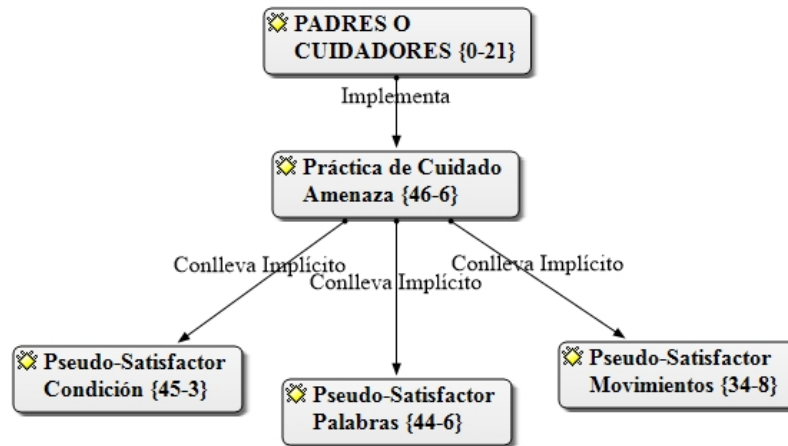 PADRES O
CUIDADORES {0-21}
Implementa
Práctica de Cuidado
Amenaza {46-6}
Conlleva Implícito
Conlleva Implícito
Conlleva Implícito
Pseudo-Satisfactor
Condición {45-3}
Pseudo-Satisfactor
Palabras {44-6}
Pseudo-Satisfactor
Movimientos {34-8}